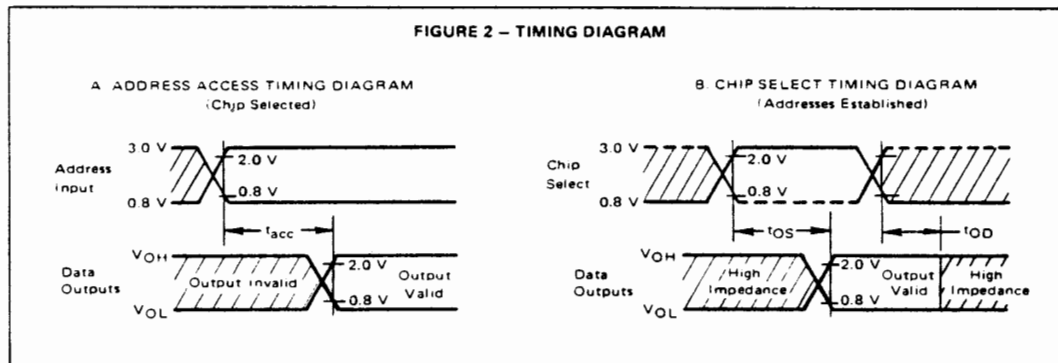 FIGURE 2 – TIMING DIAGRAM
A. ADDRESS ACCESS TIMING DIAGRAM
(Chip Selected)
3.0 V
2.0 V
Address
Input
0.8 V
0.8 V
tacc
VOH
2.0 V
Data
Outputs
Output Invalid
Output
Valid
0.8 V
VOL
B. CHIP SELECT TIMING DIAGRAM
(Addresses Established)
3.0 V
2.0 V
Chip
Select
0.8 V
0.8 V
tOS
tOD
VOH
2.0 V
Data
Outputs
High
Impedance
Output
Valid
High
Impedance
0.8 V
VOL